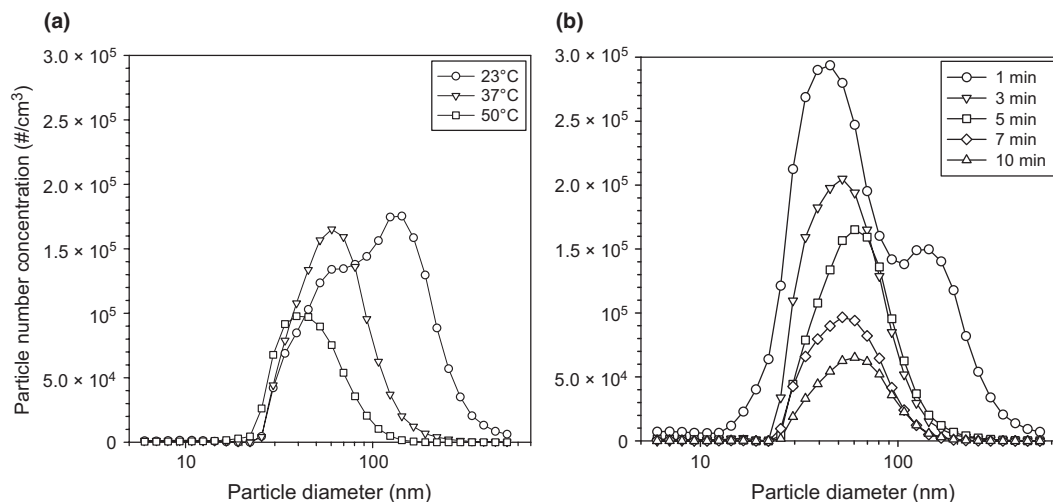 (a)
3.0 × 10⁵
2.5 × 10⁵
2.0 × 10⁵
1.5 × 10⁵
10⁵
5.0 × 10⁴
0
10
100
Particle number concentration (#/cm³)
Particle diameter (nm)
23°C
37°C
50°C
(b)
3.0 × 10⁵
2.5 × 10⁵
2.0 × 10⁵
1.5 × 10⁵
10⁵
5.0 × 10⁴
0
10
100
Particle diameter (nm)
1 min
3 min
5 min
7 min
10 min